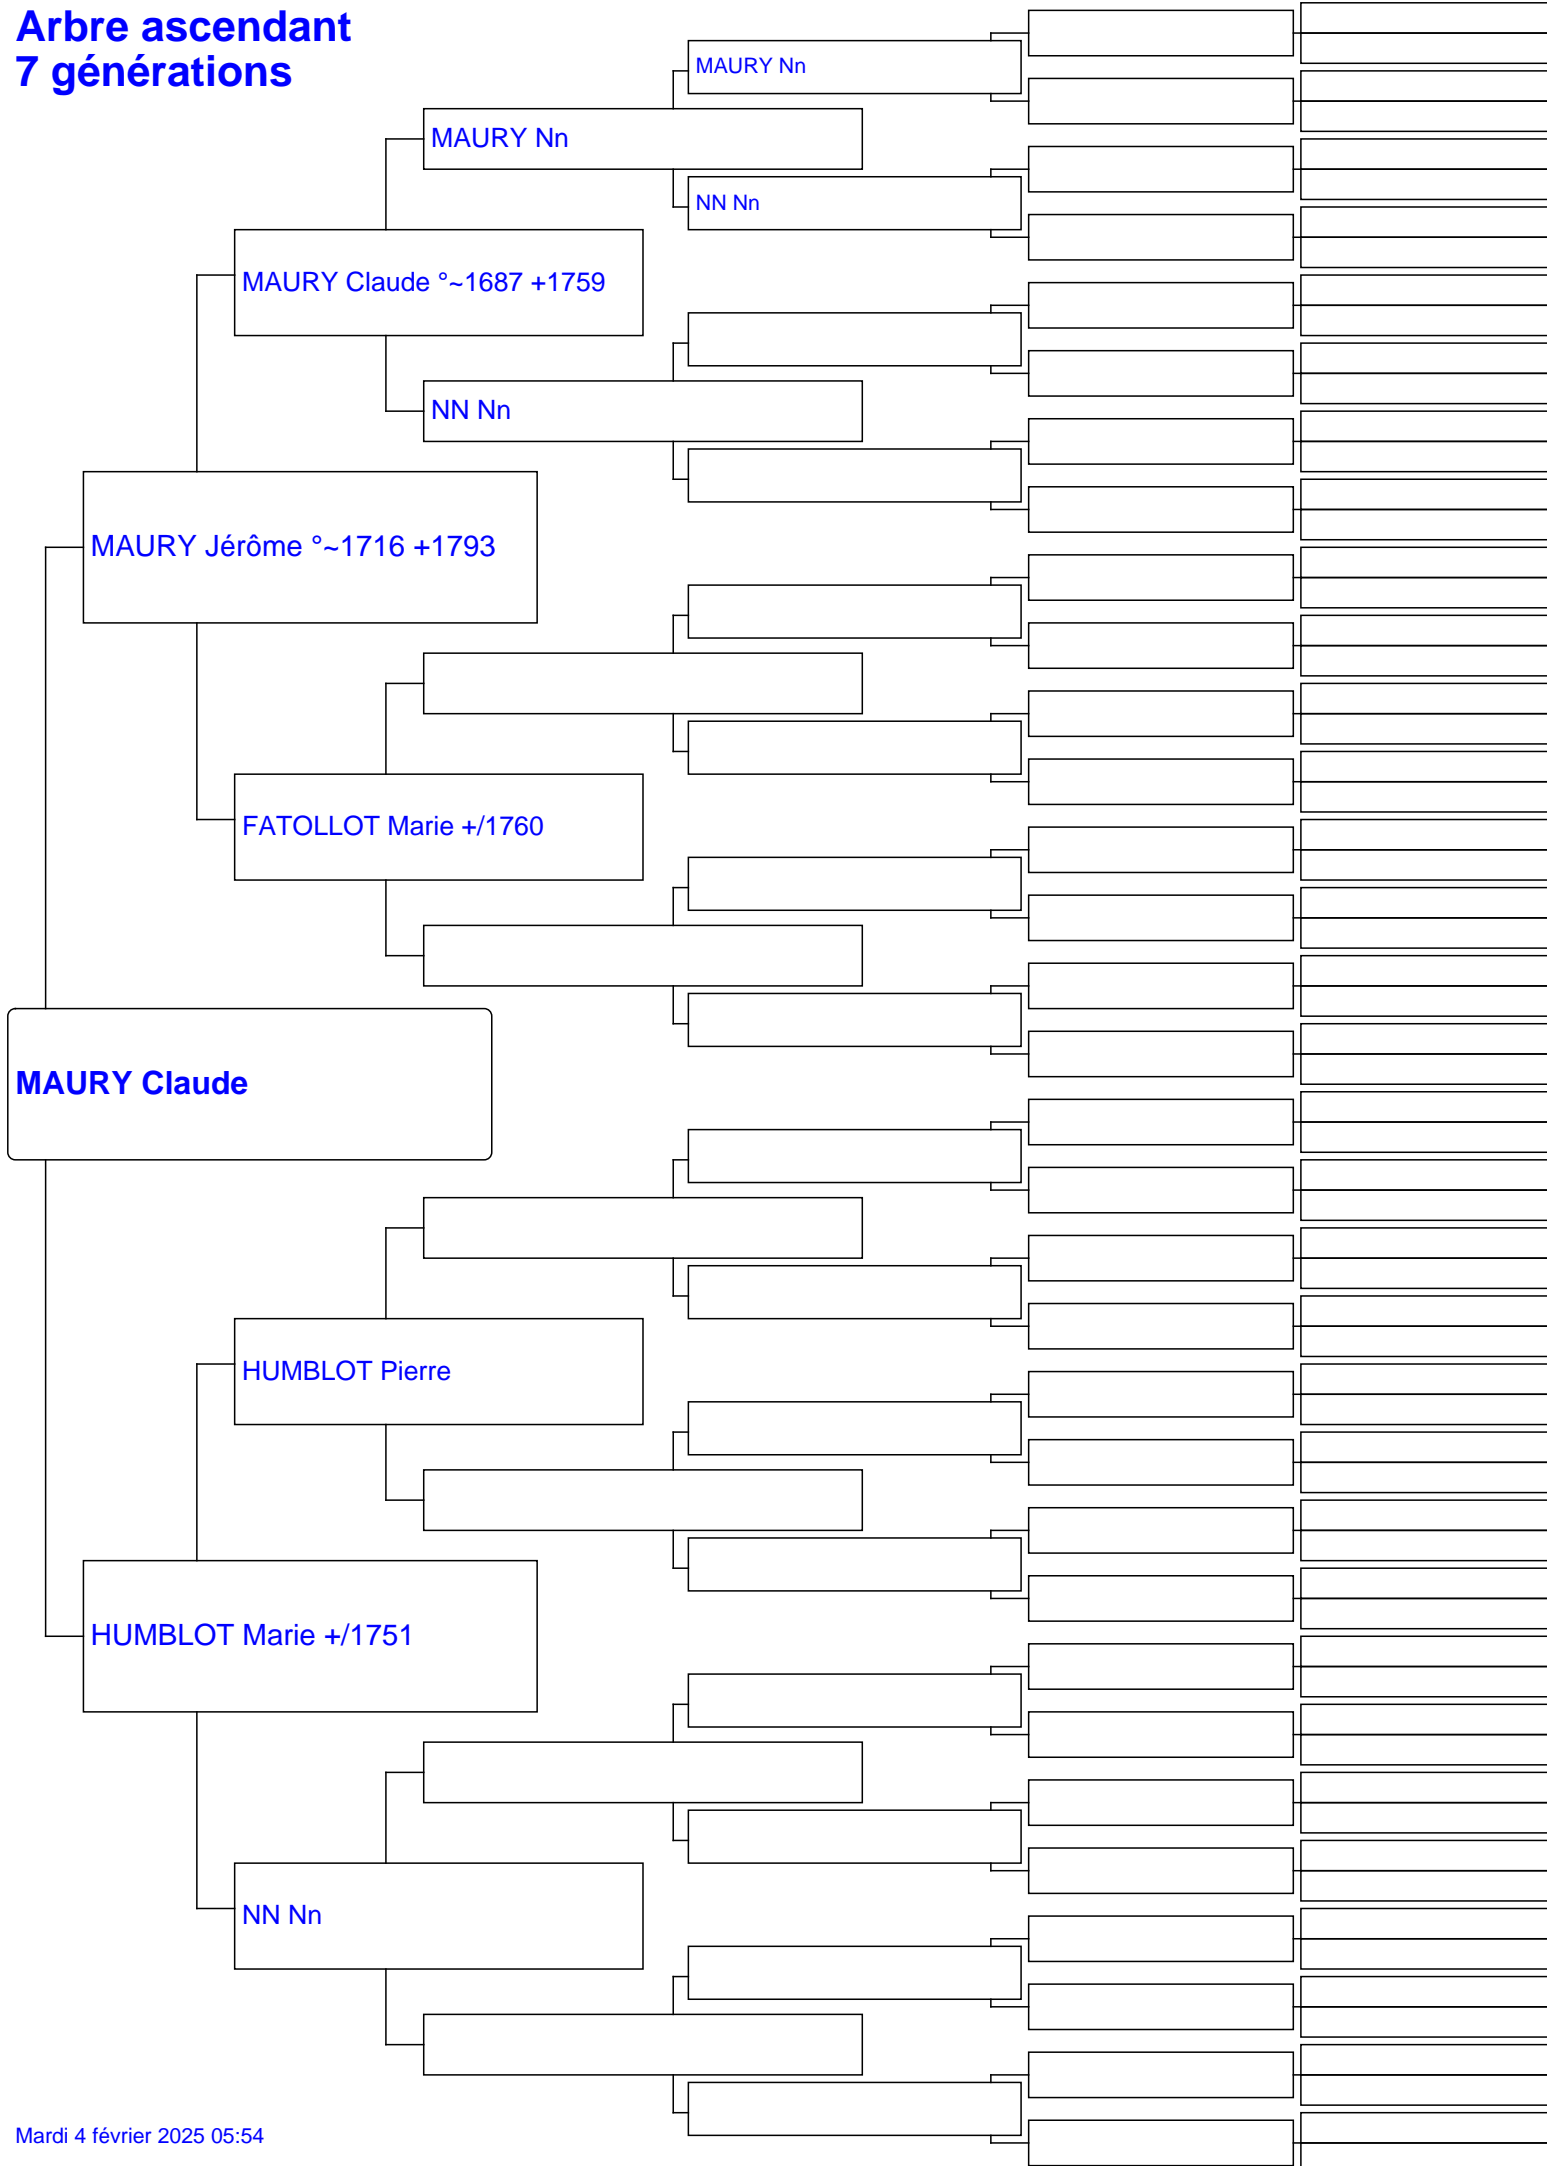 Arbre ascendant
7 générations
MAURY Nn
MAURY Nn
NN Nn
MAURY Claude °~1687 +1759
NN Nn
MAURY Jérôme °~1716 +1793
FATOLLOT Marie +/1760
MAURY Claude
HUMBLOT Pierre
HUMBLOT Marie +/1751
NN Nn
Mardi 4 février 2025 05:54